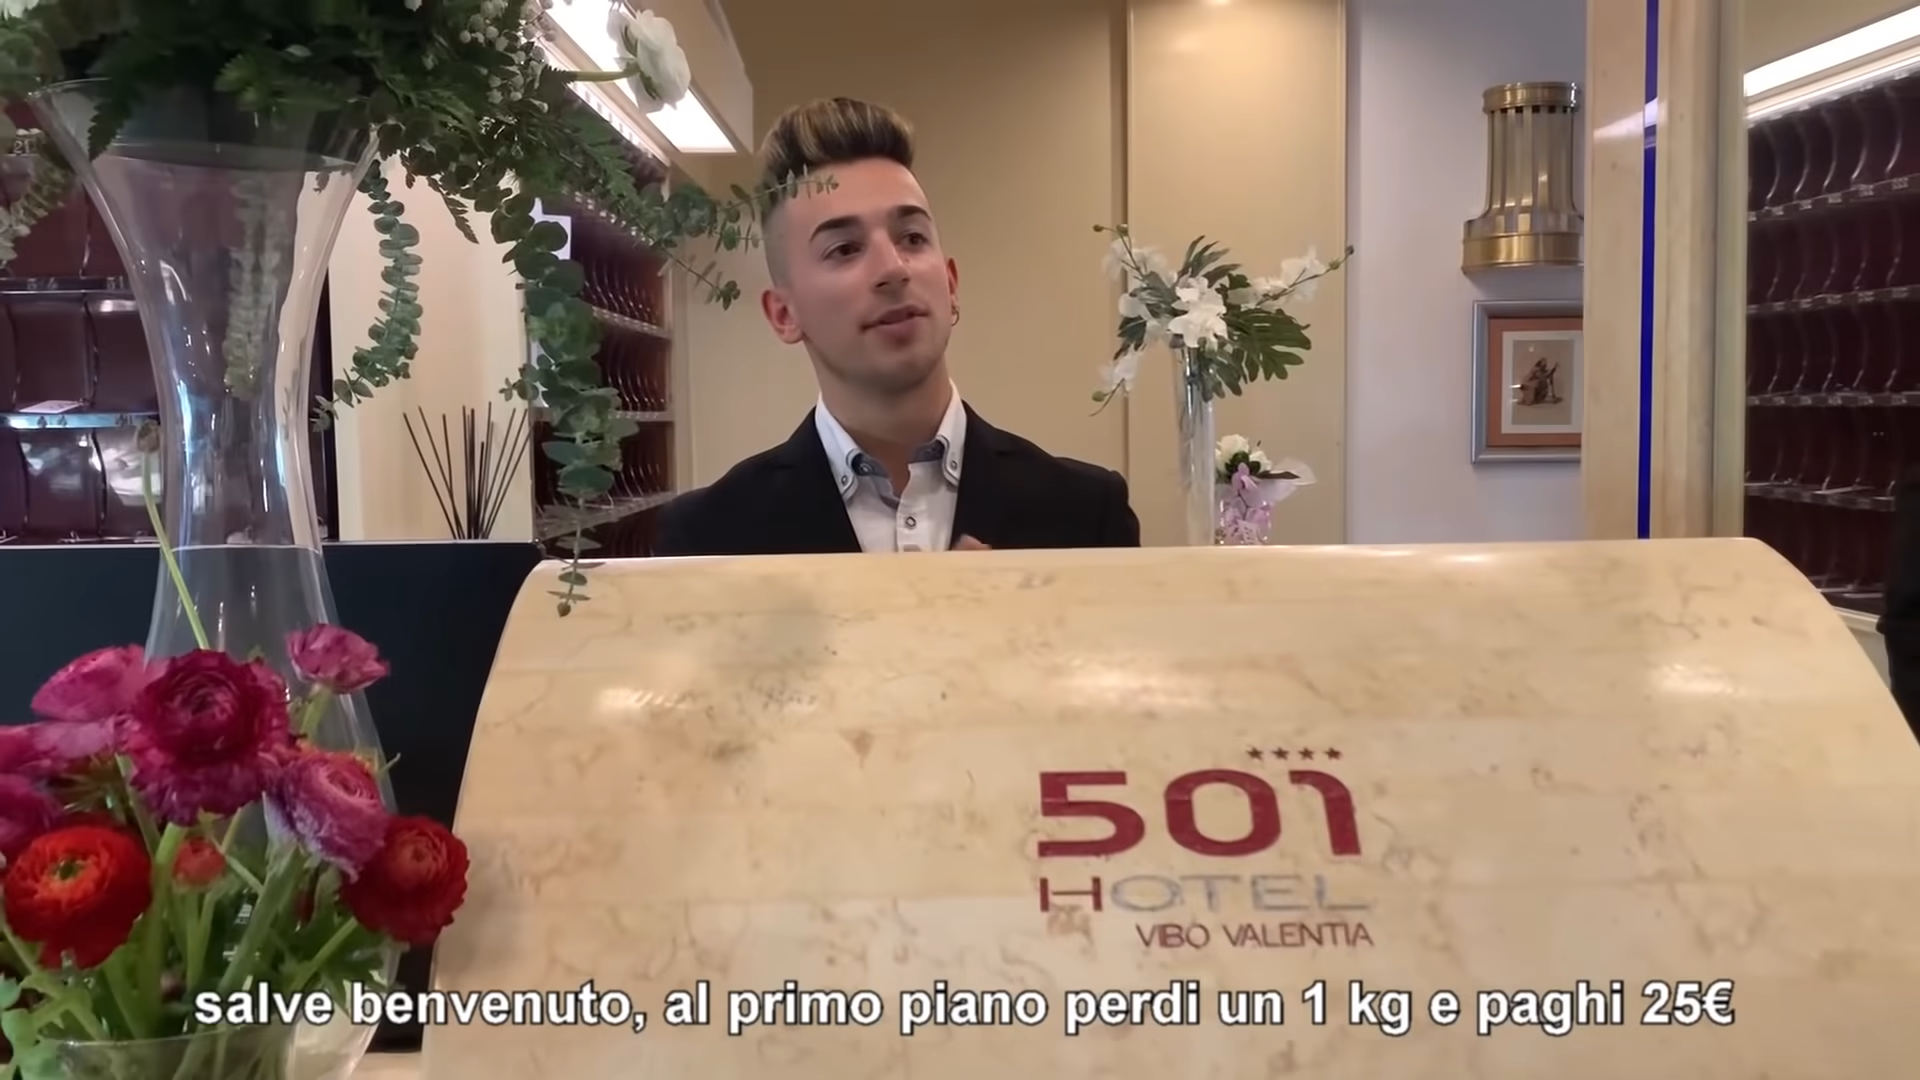 ****
501
HOTEL
VIBO VALENTIA
salve benvenuto, al primo piano perdi un 1 kg e paghi 25€